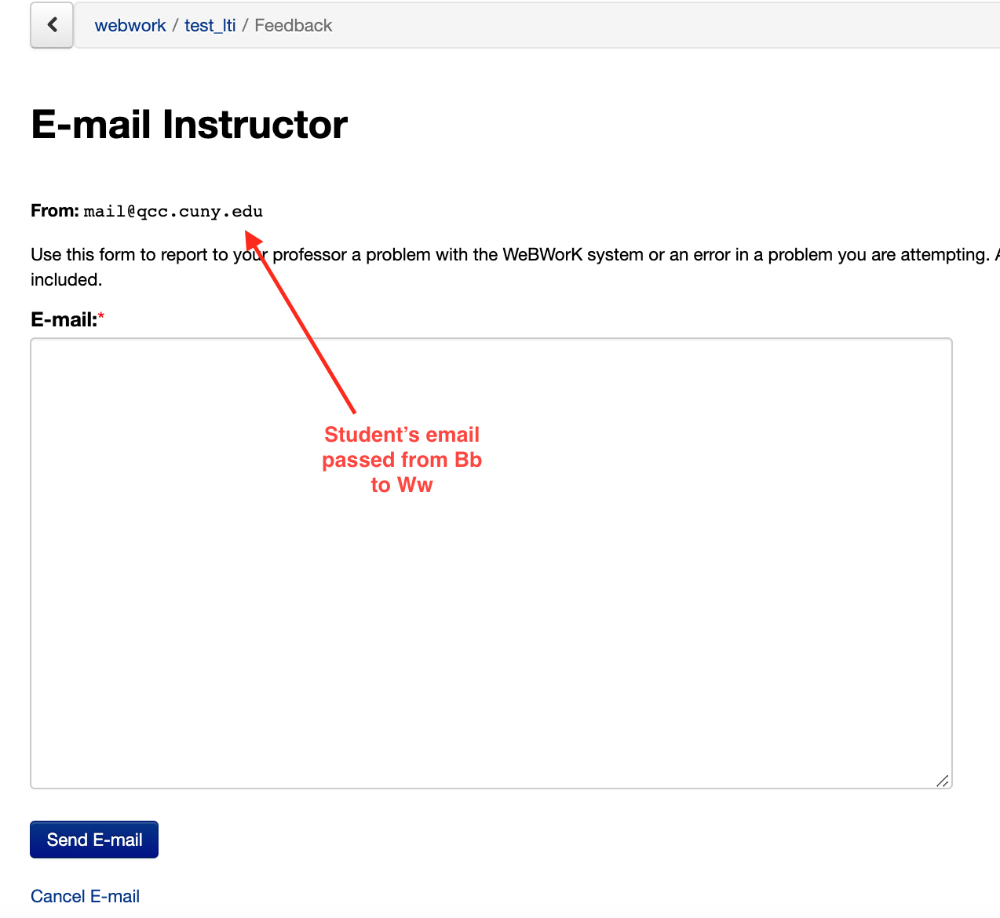 webwork / test_lti / Feedback
E-mail Instructor
From: mail@qcc.cuny.edu
Use this form to report to your professor a problem with the WeBWorK system or an error in a problem you are attempting.
included.
E-mail:*
Student’s email
passed from Bb
to Ww
Send E-mail
Cancel E-mail